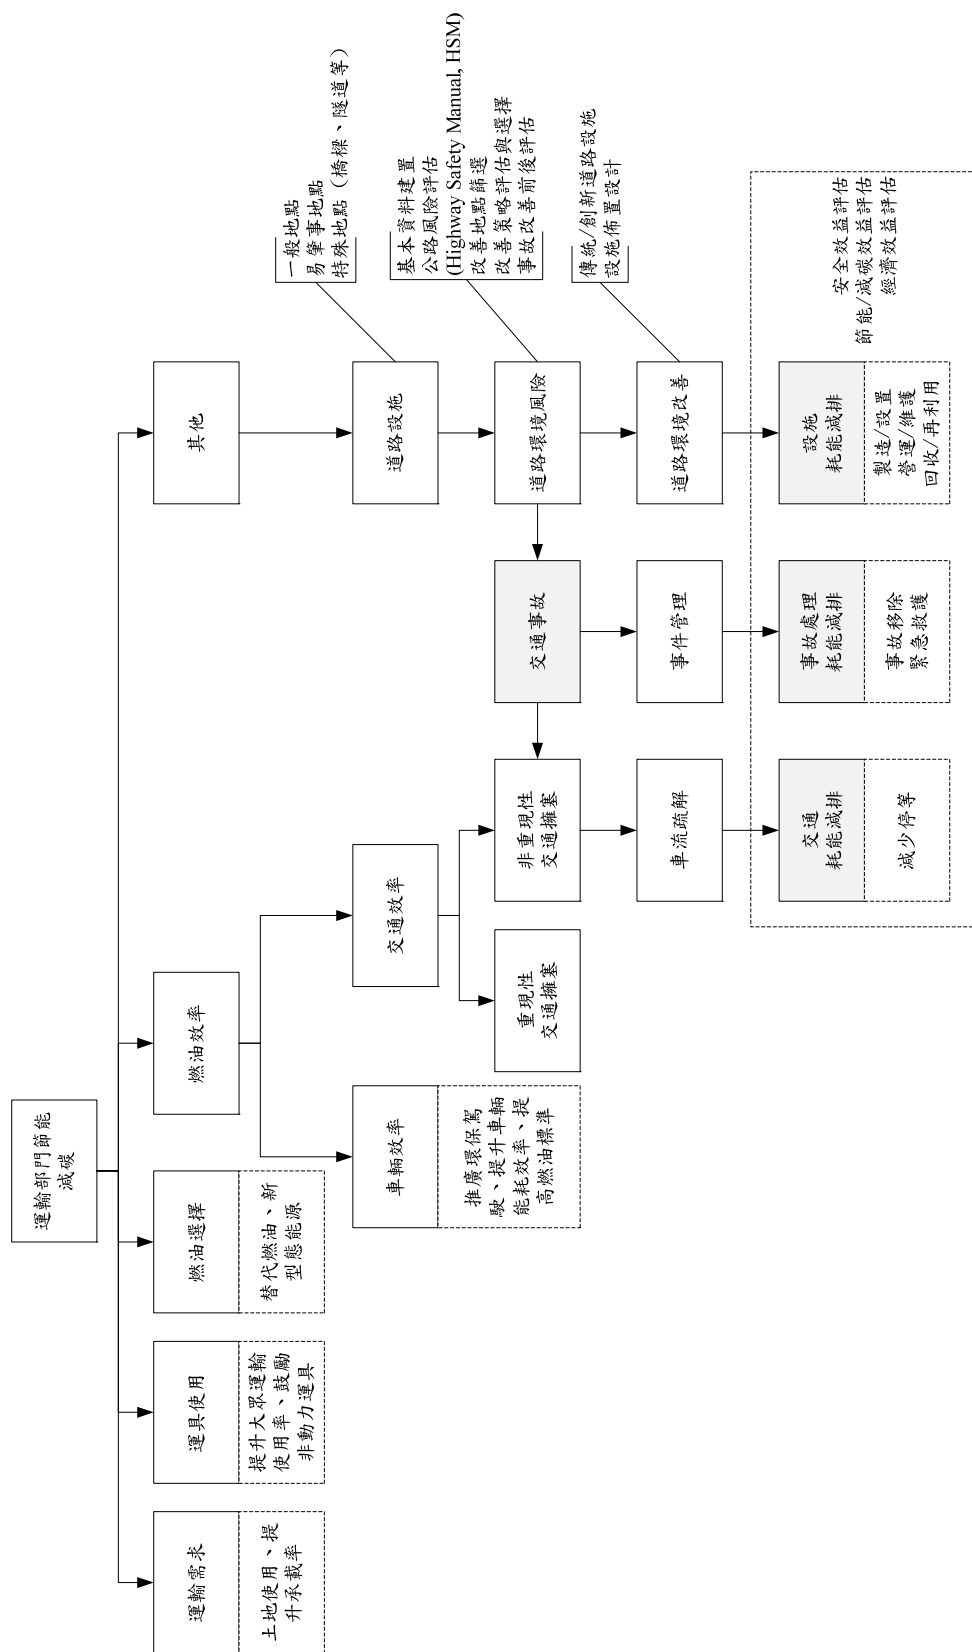 運輸部門節能
減碳
運輸需求
土地使用、提
升承載率
運具使用
提升大眾運輸
使用率、鼓勵
非動力運具
燃油選擇
替代燃油、新
型態能源
燃油效率
其他
車輛效率
推廣環保駕
駛、提升車輛
能耗效率、提
高燃油標準
交通效率
道路設施
一般地點
易肇事地點
特殊地點（橋樑、隧道等）
重現性
交通擁塞
非重現性
交通擁塞
交通事故
道路環境風險
基本資料建置
公路風險評估
(Highway Safety Manual, HSM)
改善地點篩選
改善策略評估與選擇
事故改善前後評估
車流疏解
事件管理
道路環境改善
傳統/創新道路設施
設施佈置設計
交通
耗能減排
減少停等
事故處理
耗能減排
事故移除
緊急救護
設施
耗能減排
製造/設置
營運/維護
回收/再利用
安全效益評估
節能/減碳效益評估
經濟效益評估